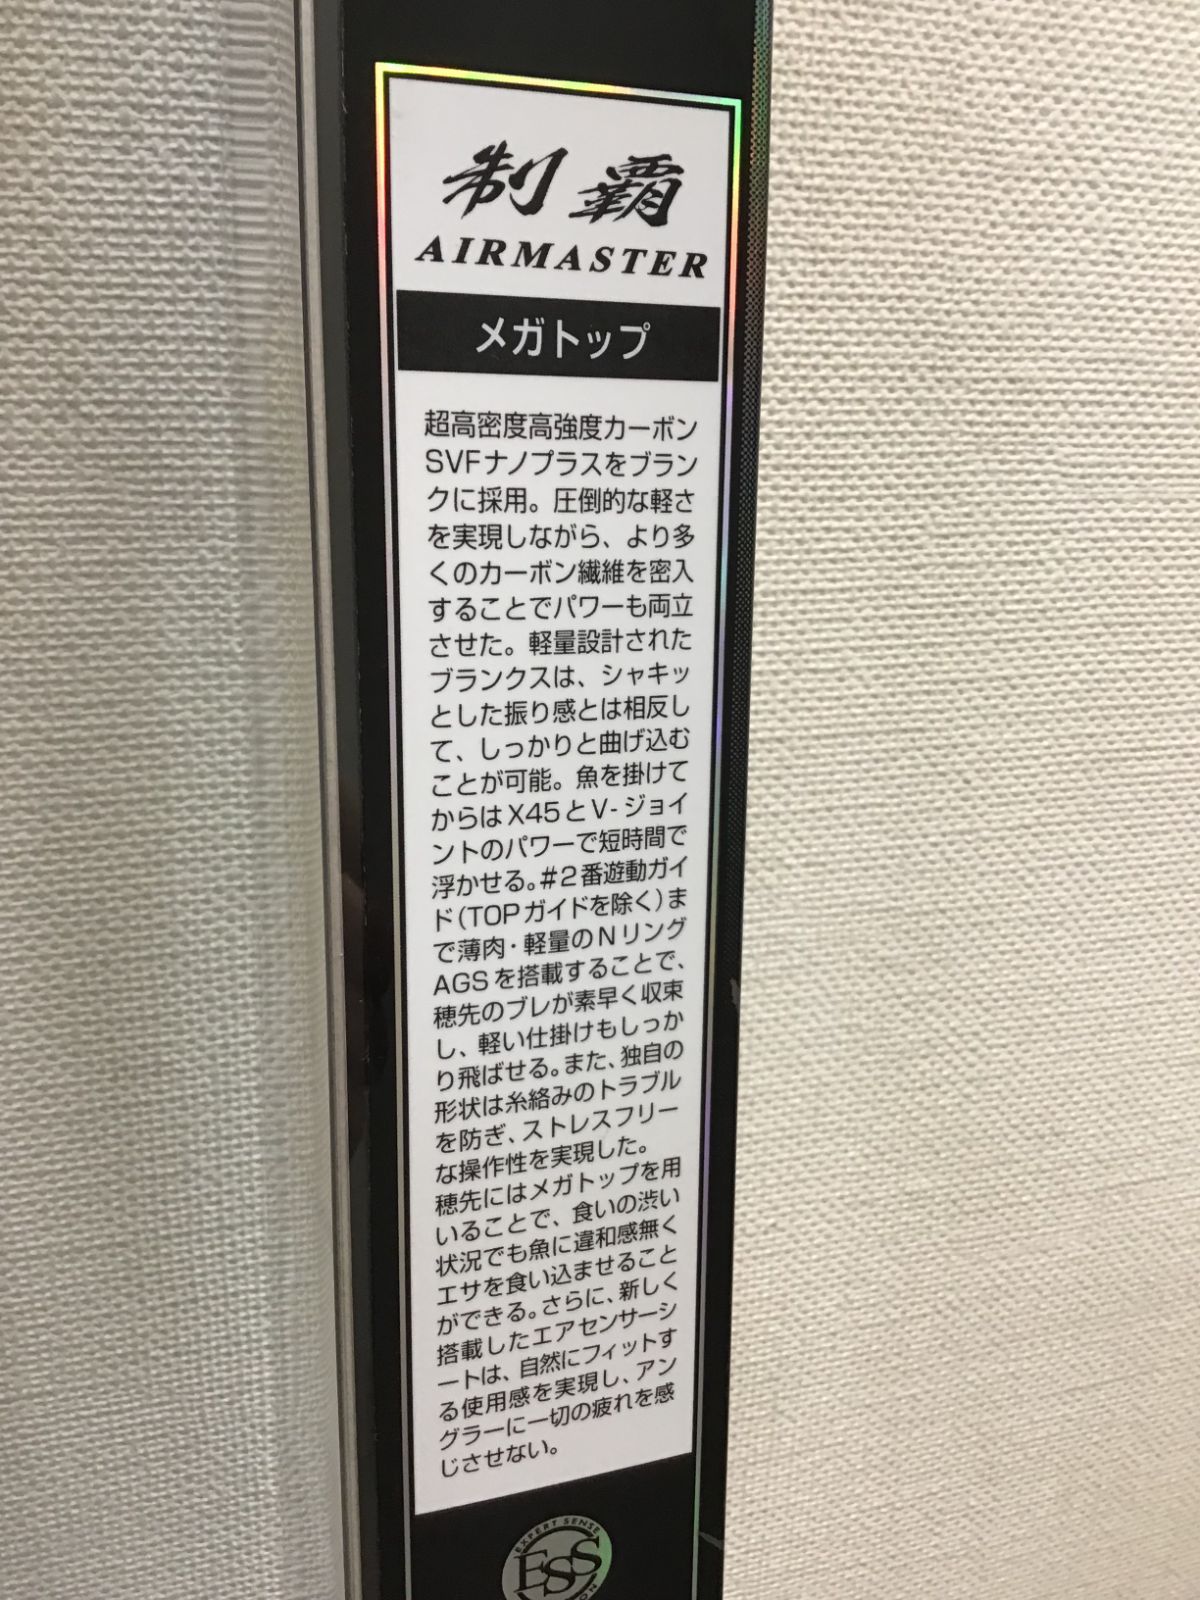 制覇
AIRMASTER
メガトップ
超高密度高強度カーボン
SVFナノプラスをブラン
クに採用。圧倒的な軽さ
を実現しながら、より多
くのカーボン繊維を密入
することでパワーも両立
させた。軽量設計された
ブランクスは、シャキッ
とした振り感とは相反し
て、しっかりと曲げ込む
ことが可能。魚を掛けて
からはX45とV-ジョイ
ントのパワーで短時間で
浮かせる。#2番遊動ガイ
ド(TOPガイドを除く)ま
で薄肉・軽量のNリング
AGSを搭載することで、
穂先のブレが素早く収束
し、軽い仕掛けもしっか
り飛ばせる。また、独自の
形状は糸絡みのトラブル
を防ぎ、ストレスフリー
な操作性を実現した。
穂先にはメガトップを用
いることで、食いの渋い
状況でも魚に違和感無く
エサを食い込ませること
ができる。さらに、新しく
搭載したエアセンサーシ
ートは、自然にフィットす
る使用感を実現し、アン
グラーに一切の疲れを感
じさせない。
EXPERT SENSE
ESS